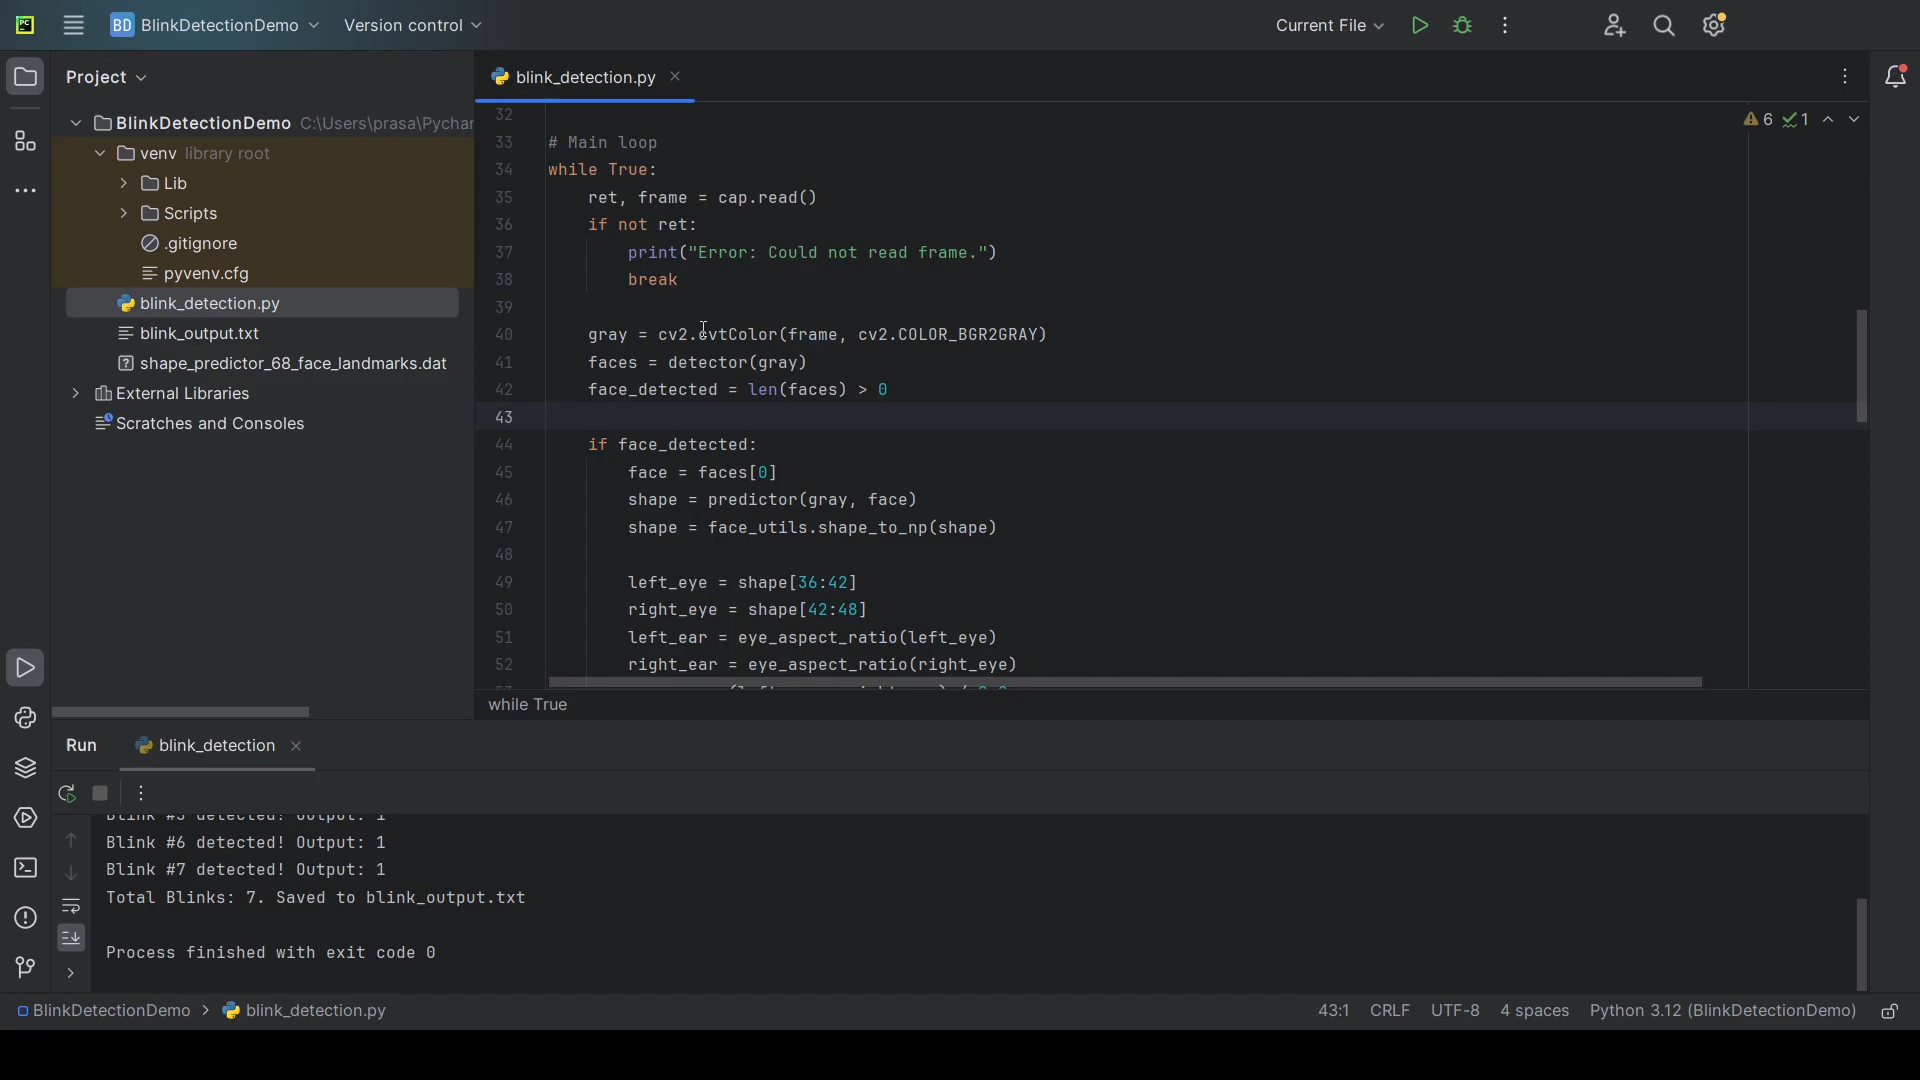 PC
BD BlinkDetectionDemo
Version control
Current File
Project
BlinkDetectionDemo C:\Users\prasa\Pychar
venv library root
Lib
Scripts
.gitignore
pyvenv.cfg
blink_detection.py
blink_output.txt
shape_predictor_68_face_landmarks.dat
External Libraries
Scratches and Consoles
blink_detection.py
6 1
32
33 # Main loop
34 while True:
35 ret, frame = cap.read()
36 if not ret:
37 print("Error: Could not read frame.")
38 break
39
40 gray = cv2.cvtColor(frame, cv2.COLOR_BGR2GRAY)
41 faces = detector(gray)
42 face_detected = len(faces) > 0
43
44 if face_detected:
45 face = faces[0]
46 shape = predictor(gray, face)
47 shape = face_utils.shape_to_np(shape)
48
49 left_eye = shape[36:42]
50 right_eye = shape[42:48]
51 left_ear = eye_aspect_ratio(left_eye)
52 right_ear = eye_aspect_ratio(right_eye)
while True
Run
blink_detection
Blink #6 detected! Output: 1
Blink #7 detected! Output: 1
Total Blinks: 7. Saved to blink_output.txt
Process finished with exit code 0
BlinkDetectionDemo
blink_detection.py
43:1 CRLF UTF-8 4 spaces Python 3.12 (BlinkDetectionDemo)